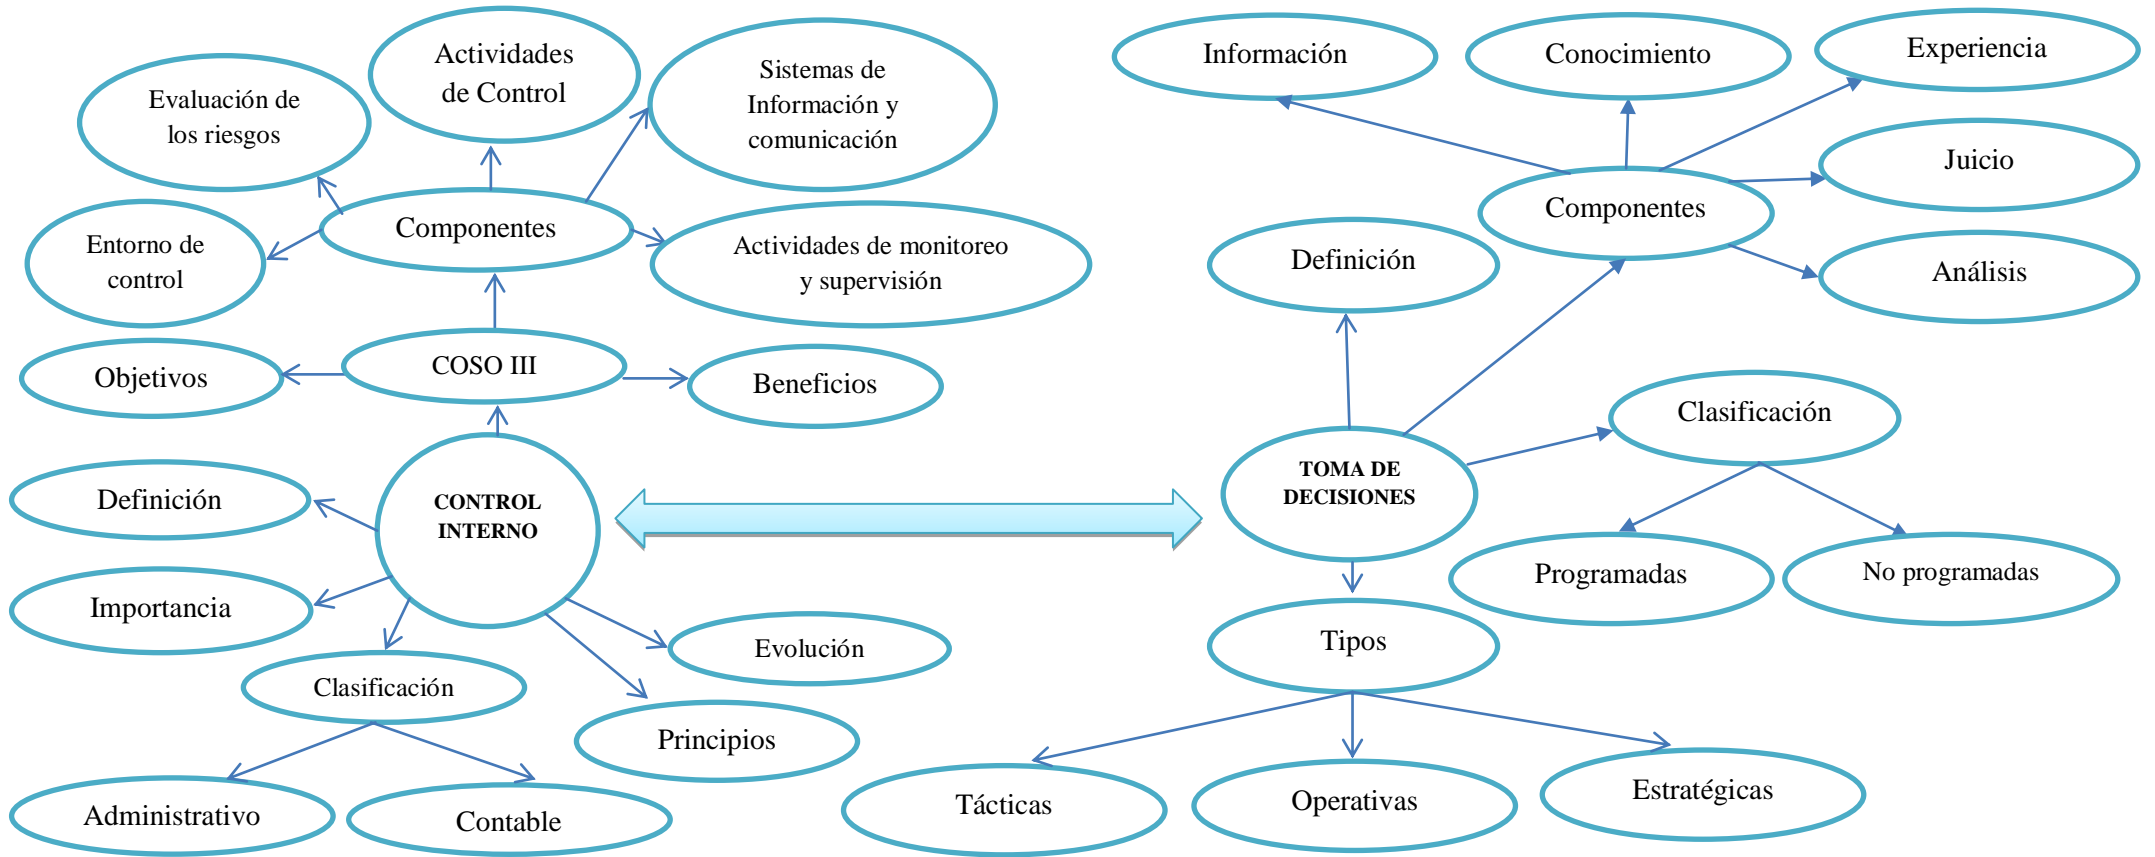 Actividades
de Control
Evaluación de
los riesgos
Sistemas de
Información y
comunicación
Entorno de
control
Componentes
Actividades de monitoreo
y supervisión
Objetivos
COSO III
Beneficios
Definición
CONTROL
INTERNO
Importancia
Clasificación
Evolución
Principios
Administrativo
Contable
Información
Conocimiento
Experiencia
Juicio
Componentes
Definición
Análisis
Clasificación
TOMA DE
DECISIONES
Programadas
No programadas
Tipos
Tácticas
Operativas
Estratégicas